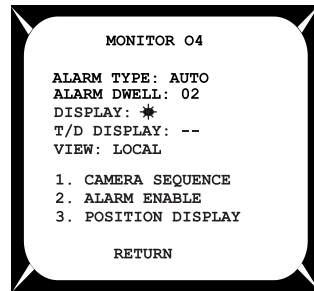 MONITOR 04
ALARM TYPE: AUTO
ALARM DWELL: 02
DISPLAY: ☀
T/D DISPLAY: --
VIEW: LOCAL
1. CAMERA SEQUENCE
2. ALARM ENABLE
3. POSITION DISPLAY
RETURN